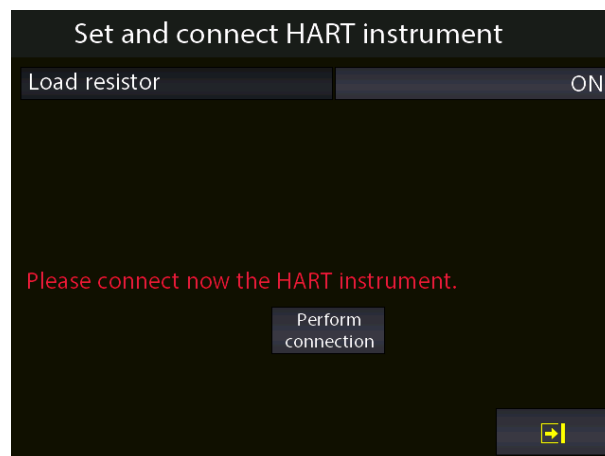 Set and connect HART instrument
Load resistor ON
Please connect now the HART instrument.
Perform
connection